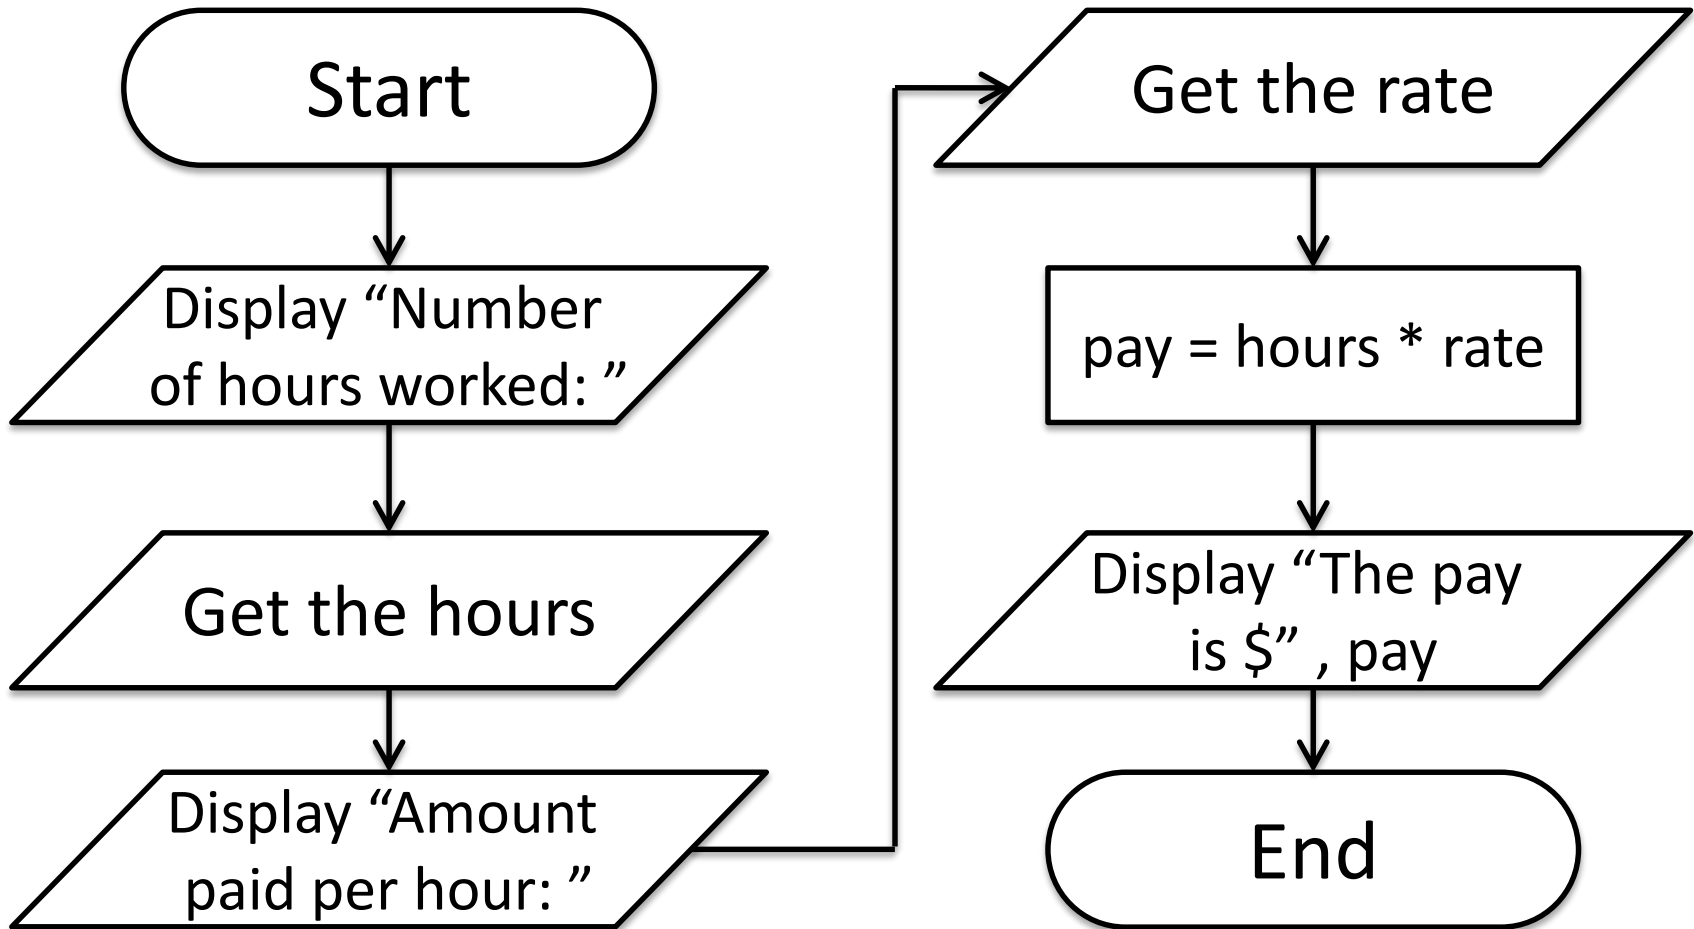 Start
Display “Number
of hours worked: ”
Get the hours
Display “Amount
paid per hour: ”
Get the rate
pay = hours * rate
Display “The pay
is $” , pay
End